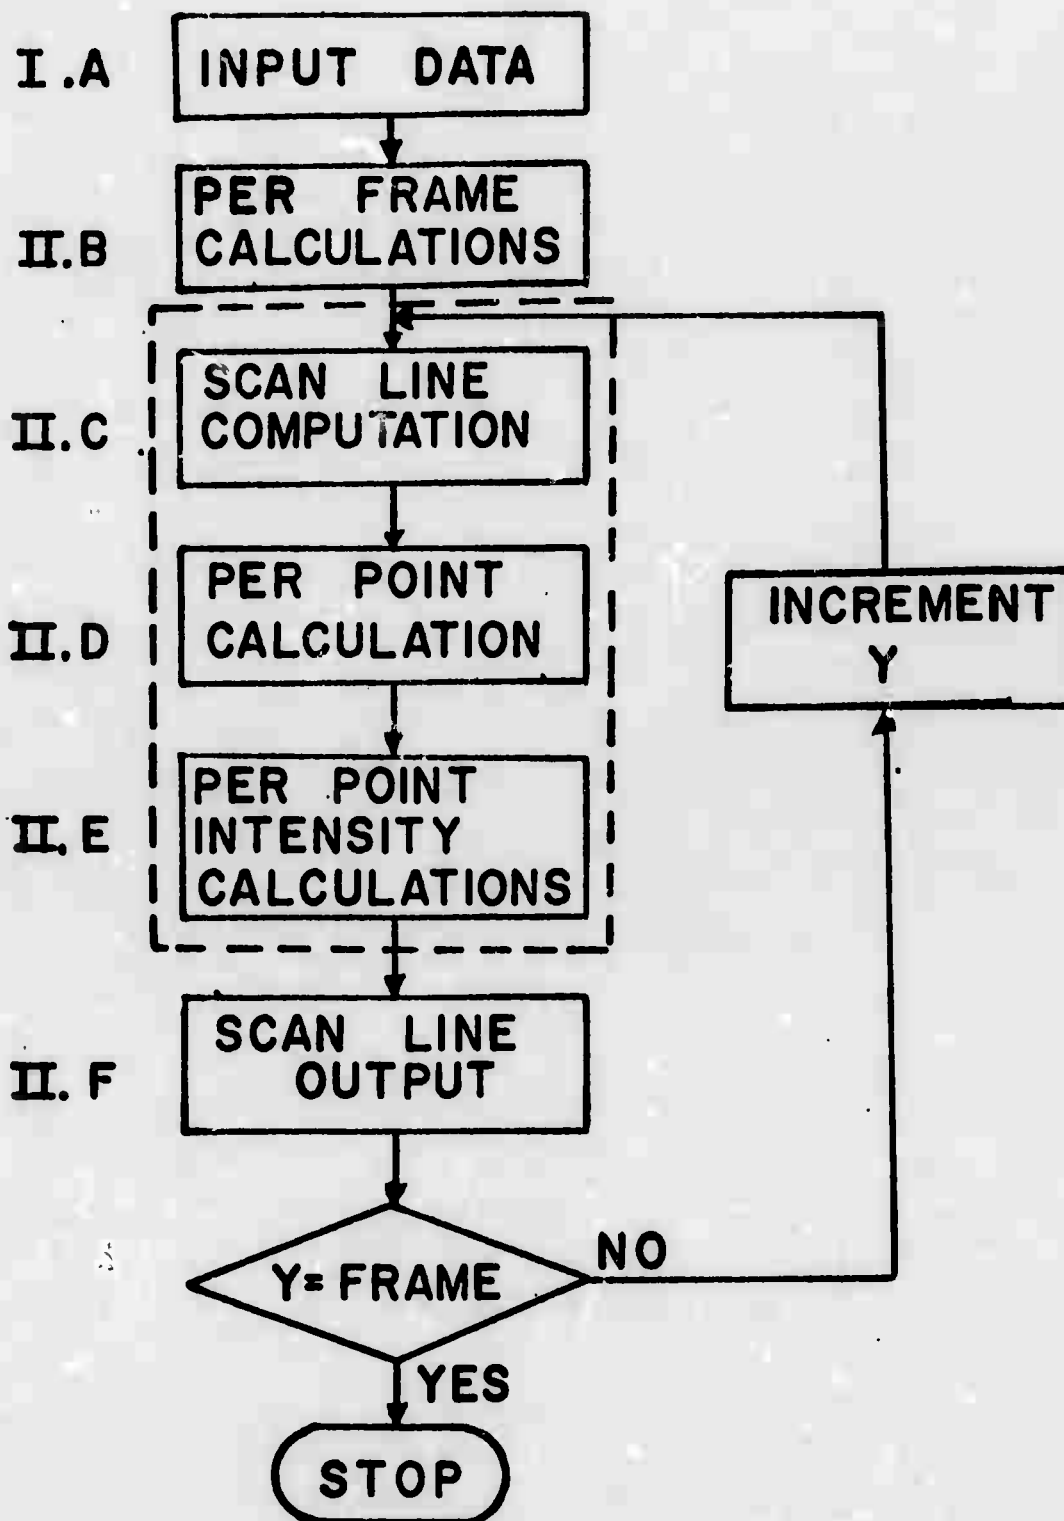 I.A
INPUT DATA
II.B
PER FRAME
CALCULATIONS
II.C
SCAN LINE
COMPUTATION
II.D
PER POINT
CALCULATION
INCREMENT
Y
II.E
PER POINT
INTENSITY
CALCULATIONS
II.F
SCAN LINE
OUTPUT
Y= FRAME
NO
YES
STOP